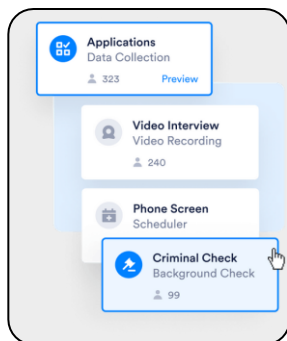 Applications
Data Collection
323 Preview
Video Interview
Video Recording
240
Phone Screen
Scheduler
Criminal Check
Background Check
99